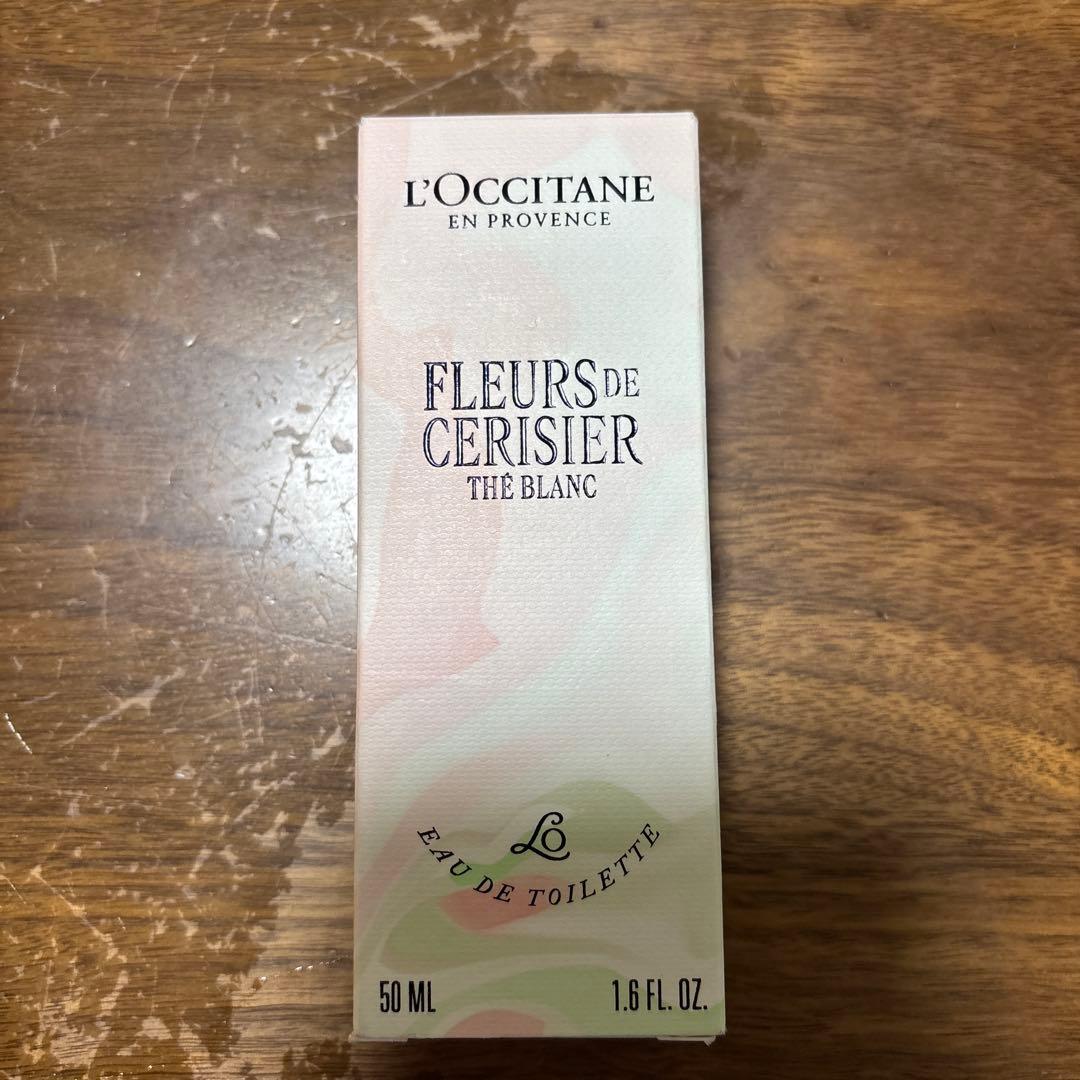 L'OCCITANE
EN PROVENCE
FLEURS DE
CERISIER
THÉ BLANC
LO
EAU DE TOILETTE
50 ML
1.6 FL. OZ.